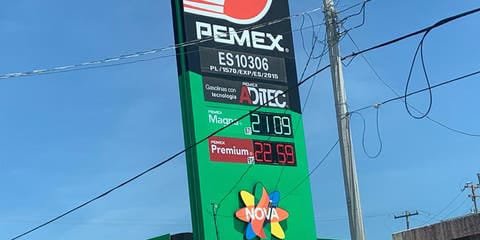 PEMEX
ES10306
PL/1570/EXP/ES/2015
Gasolinas con
tecnología
ADITEC
PEMEX
Magna
21.09
PEMEX
Premium
22.59
NOVA